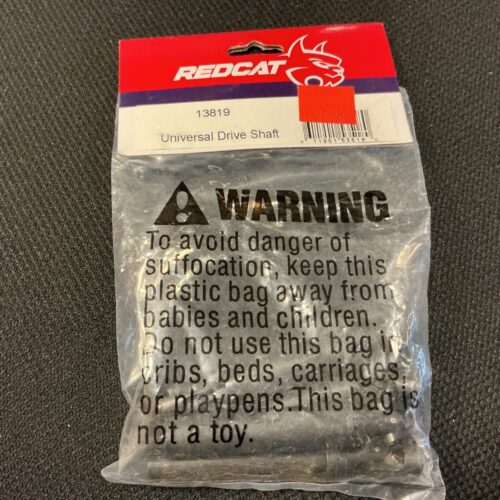 REDCAT
13819
Universal Drive Shaft
WARNING
To avoid danger of
suffocation, keep this
plastic bag away from
babies and children.
Do not use this bag in
cribs, beds, carriages,
or playpens.This bag is
not a toy.